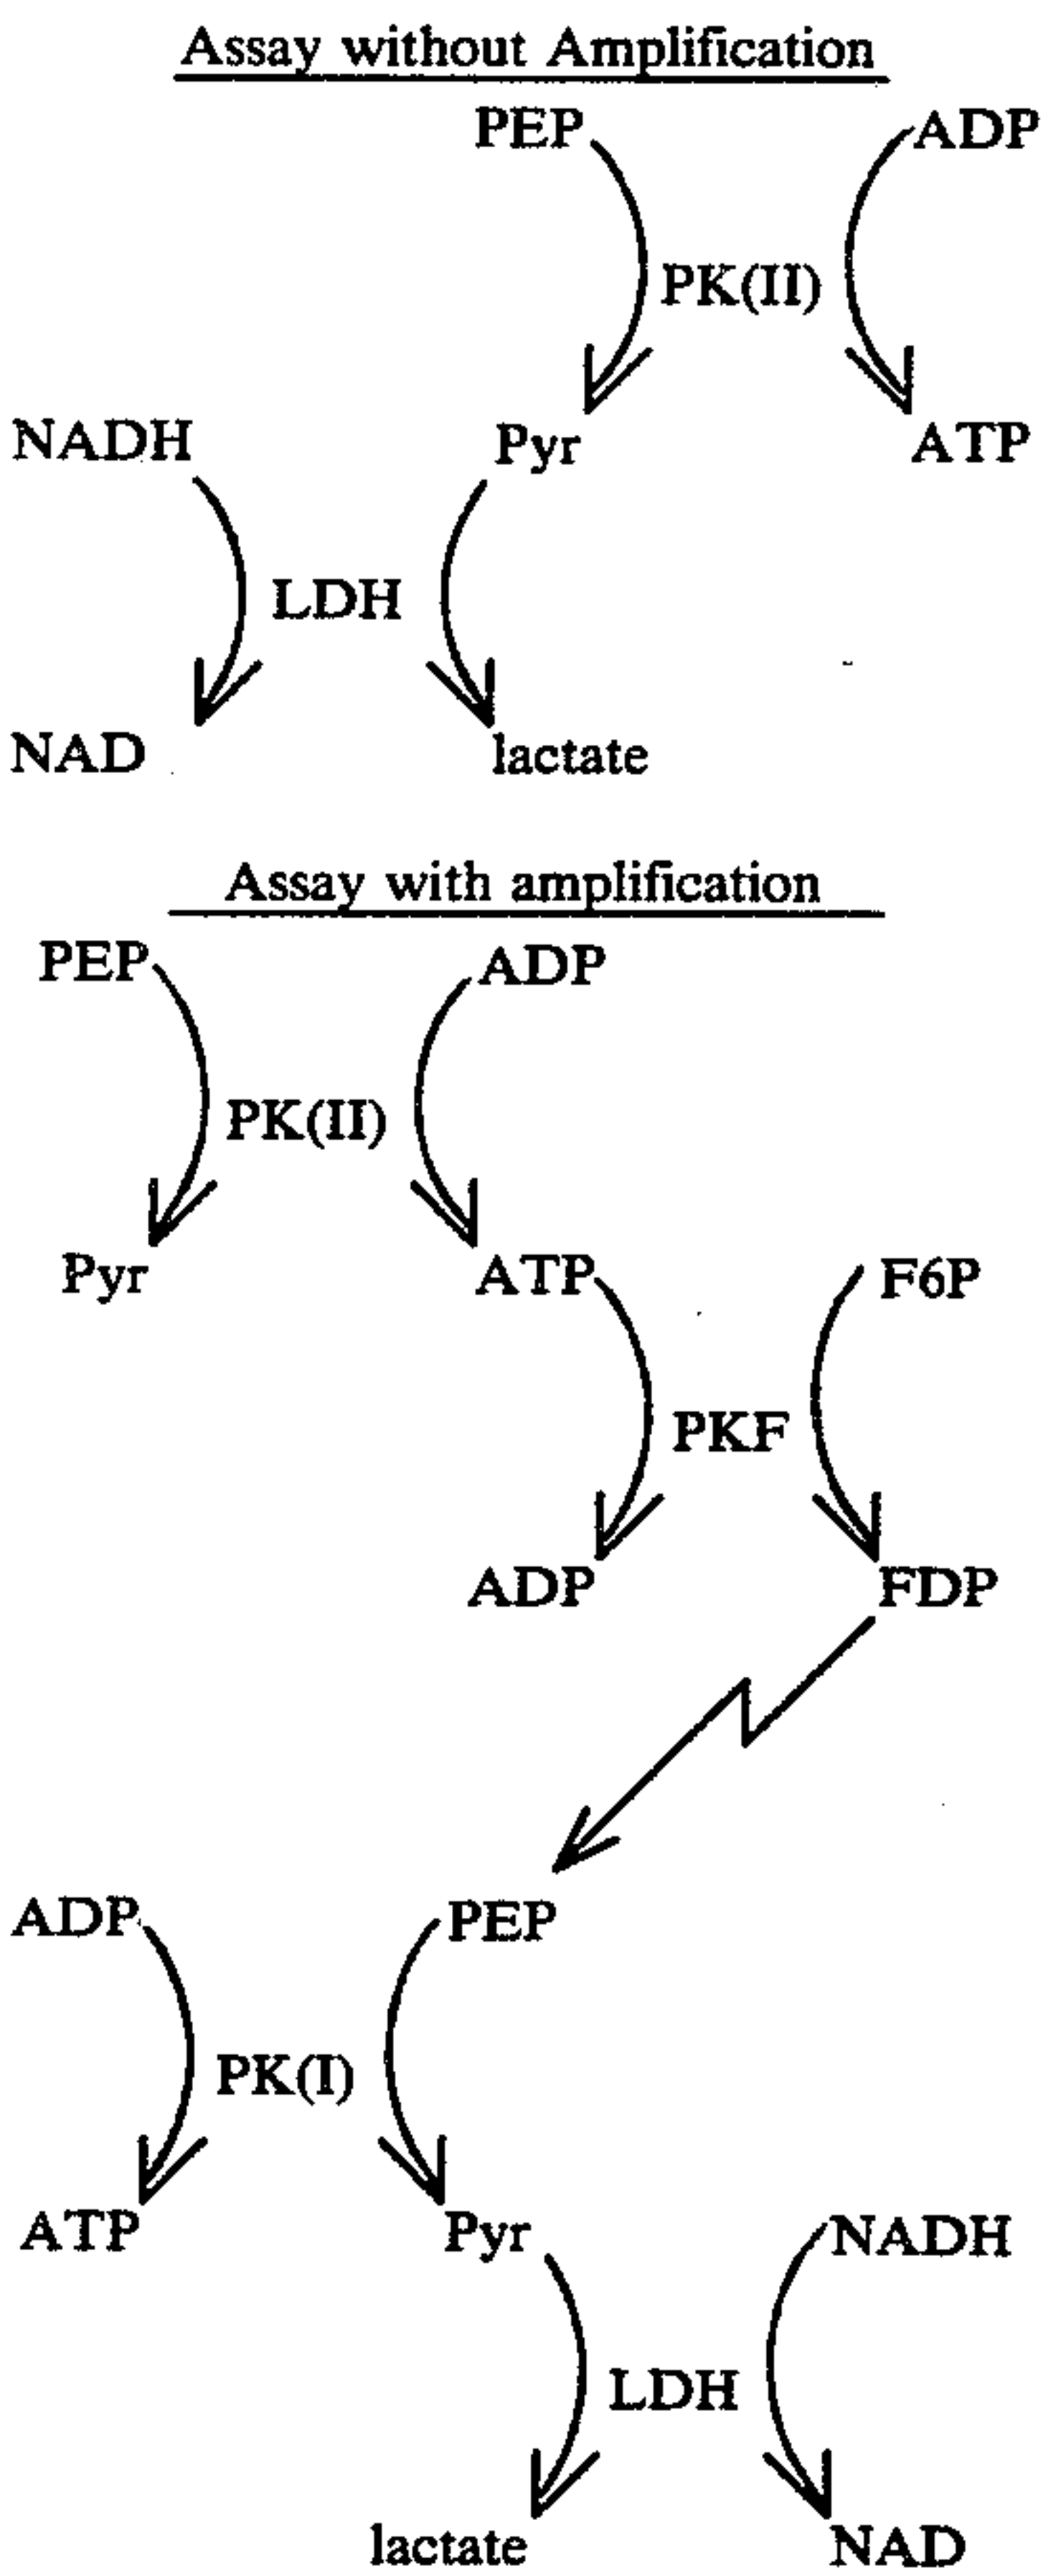 Assay without Amplification
PEP ADP
PK(II)
NADH Pyr ATP
LDH
NAD lactate
Assay with amplification
PEP ADP
PK(II)
Pyr ATP F6P
PKF
ADP FDP
ADP PEP
PK(I)
ATP Pyr NADH
LDH
lactate NAD